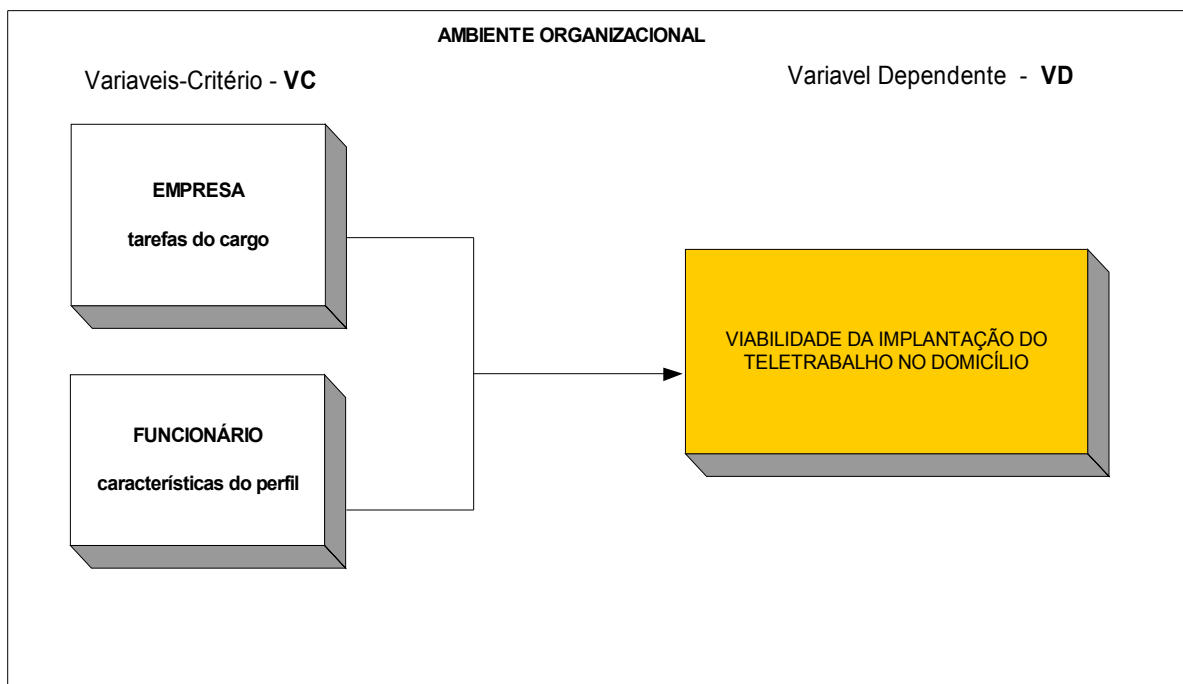 AMBIENTE ORGANIZACIONAL
Variaveis-Critério - VC
Variavel Dependente - VD
EMPRESA
tarefas do cargo
FUNCIONÁRIO
características do perfil
VIABILIDADE DA IMPLANTAÇÃO DO
TELETRABALHO NO DOMICÍLIO